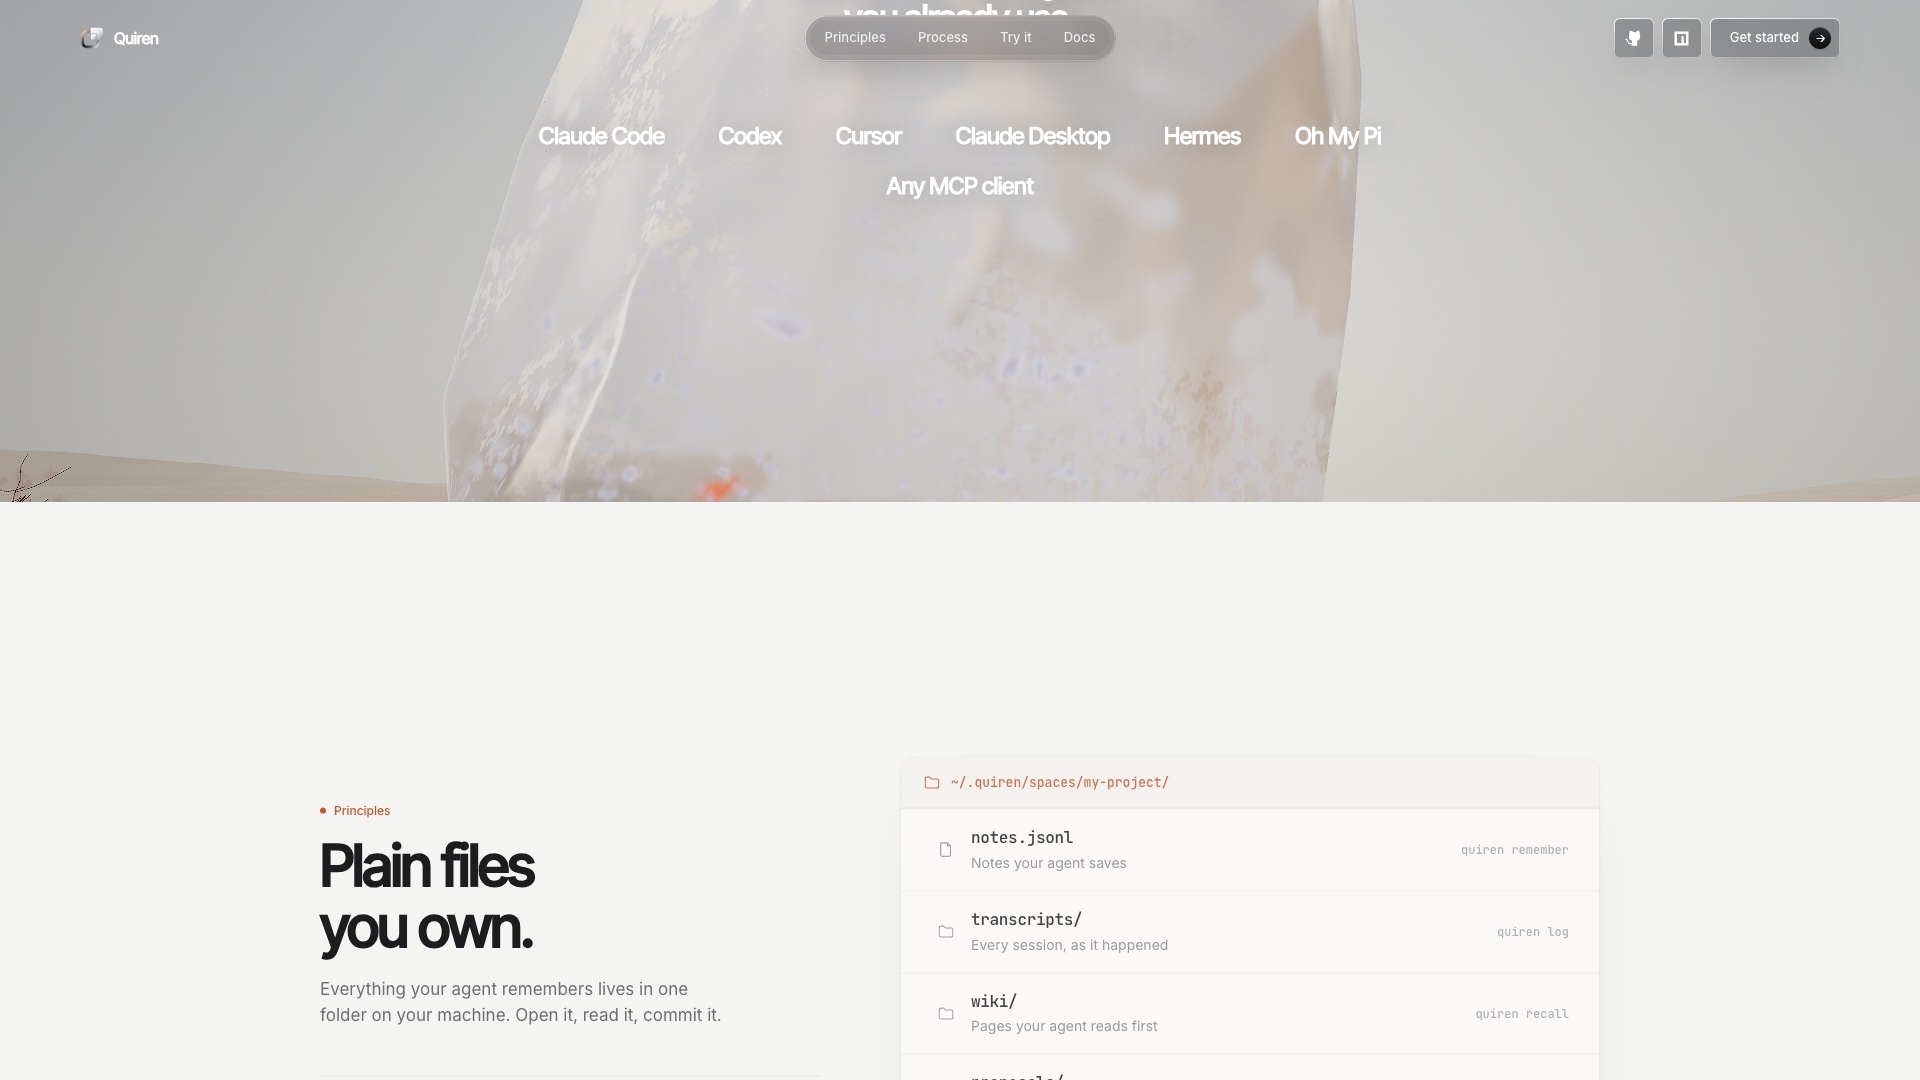 you already use
Quiren
Principles
Process
Try it
Docs
Get started
Claude Code
Codex
Cursor
Claude Desktop
Hermes
Oh My Pi
Any MCP client
Principles
Plain files
you own.
Everything your agent remembers lives in one
folder on your machine. Open it, read it, commit it.
~/.quiren/spaces/my-project/
notes.jsonl
Notes your agent saves
quiren remember
transcripts/
Every session, as it happened
quiren log
wiki/
Pages your agent reads first
quiren recall